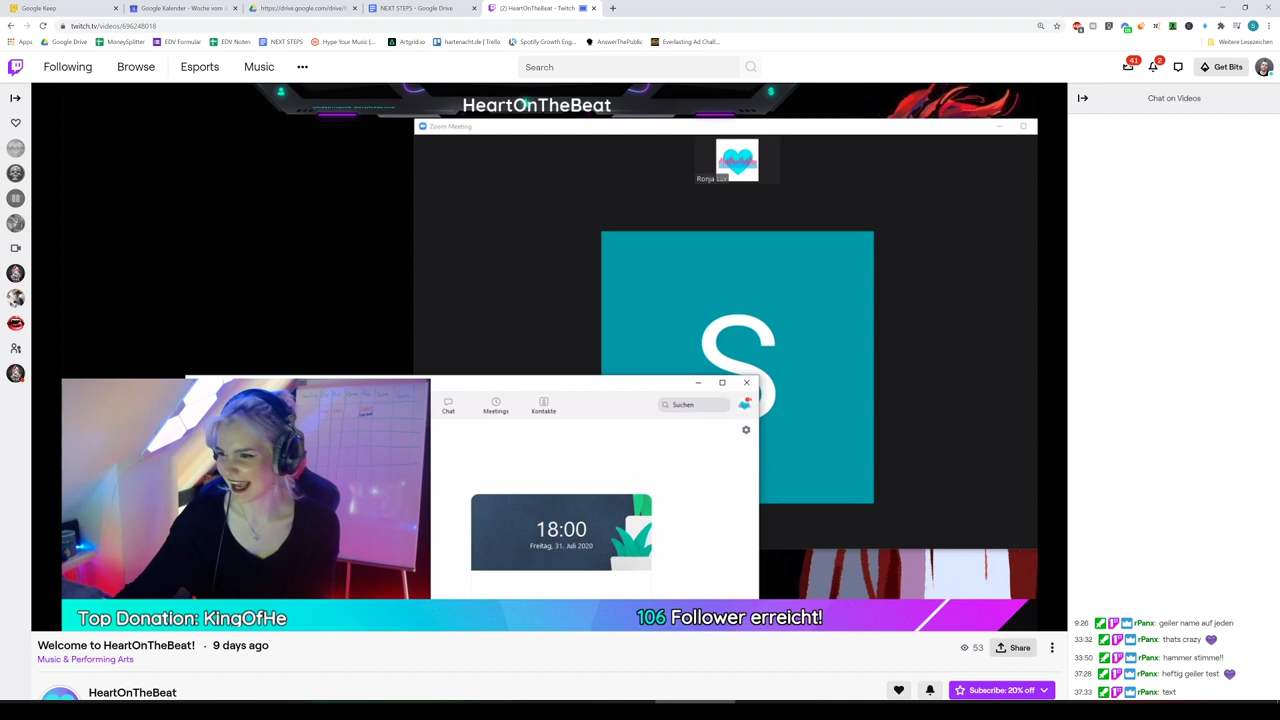 Google Keep
Google Kalender - Woche vom
https://drive.google.com/drive/
NEXT STEPS - Google Drive
(2) HeartOnTheBeat - Twitch
twitch.tv/videos/696248018
Apps
Google Drive
MoneySplitter
EDV Formular
EDV Noten
NEXT STEPS
Hype Your Music |...
Artgrid.io
hartenacht.de | Trello
Spotify Growth Eng...
AnswerThePublic
Everlasting Ad Chall...
Weitere Lesezeichen
Following
Browse
Esports
Music
Search
41
2
Get Bits
HeartOnTheBeat
Chat on Videos
Zoom Meeting
Ronja Lux
S
Chat
Meetings
Kontakte
Suchen
18:00
Freitag, 31. Juli 2020
Top Donation: KingOfHe
106 Follower erreicht!
Welcome to HeartOnTheBeat! · 9 days ago
Music & Performing Arts
53
Share
HeartOnTheBeat
Subscribe: 20% off
9:26 rPanx: geiler name auf jeden
33:32 rPanx: thats crazy
33:50 rPanx: hammer stimme!!
37:28 rPanx: heftig geiler test
37:33 rPanx: text